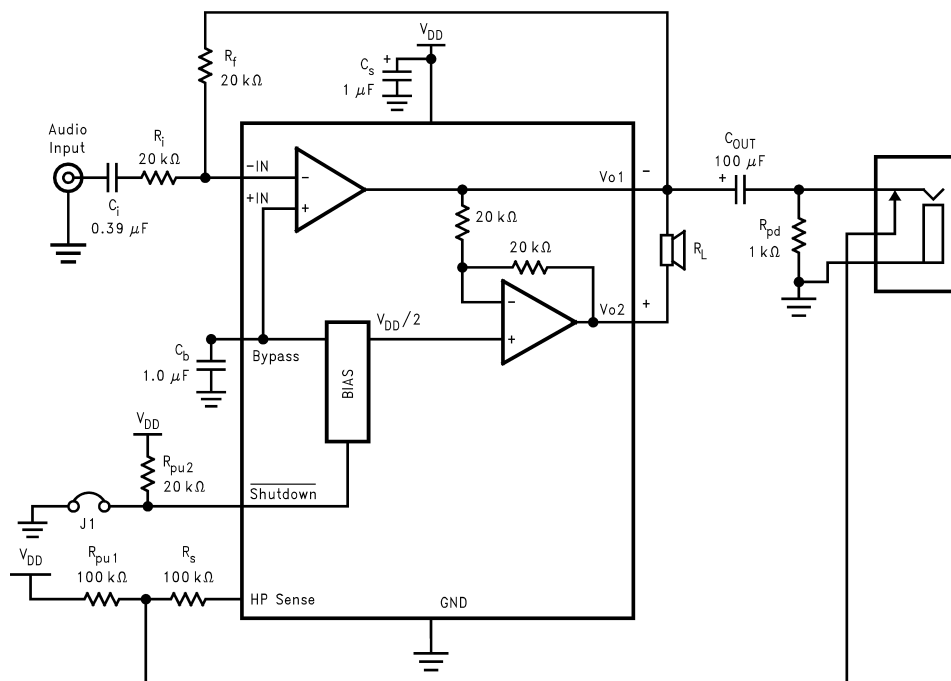 R_f
20 kΩ
V_DD
+
C_s
1 µF
Audio
Input
R_i
20 kΩ
C_i
0.39 µF
-IN
+IN
-
+
Vo1
-
C_OUT
100 µF
+
20 kΩ
20 kΩ
R_L
R_pd
1 kΩ
-
+
Vo2
+
V_DD/2
C_b
1.0 µF
Bypass
BIAS
V_DD
R_pu2
20 kΩ
Shutdown
J1
V_DD
R_pu1
100 kΩ
R_s
100 kΩ
HP Sense
GND